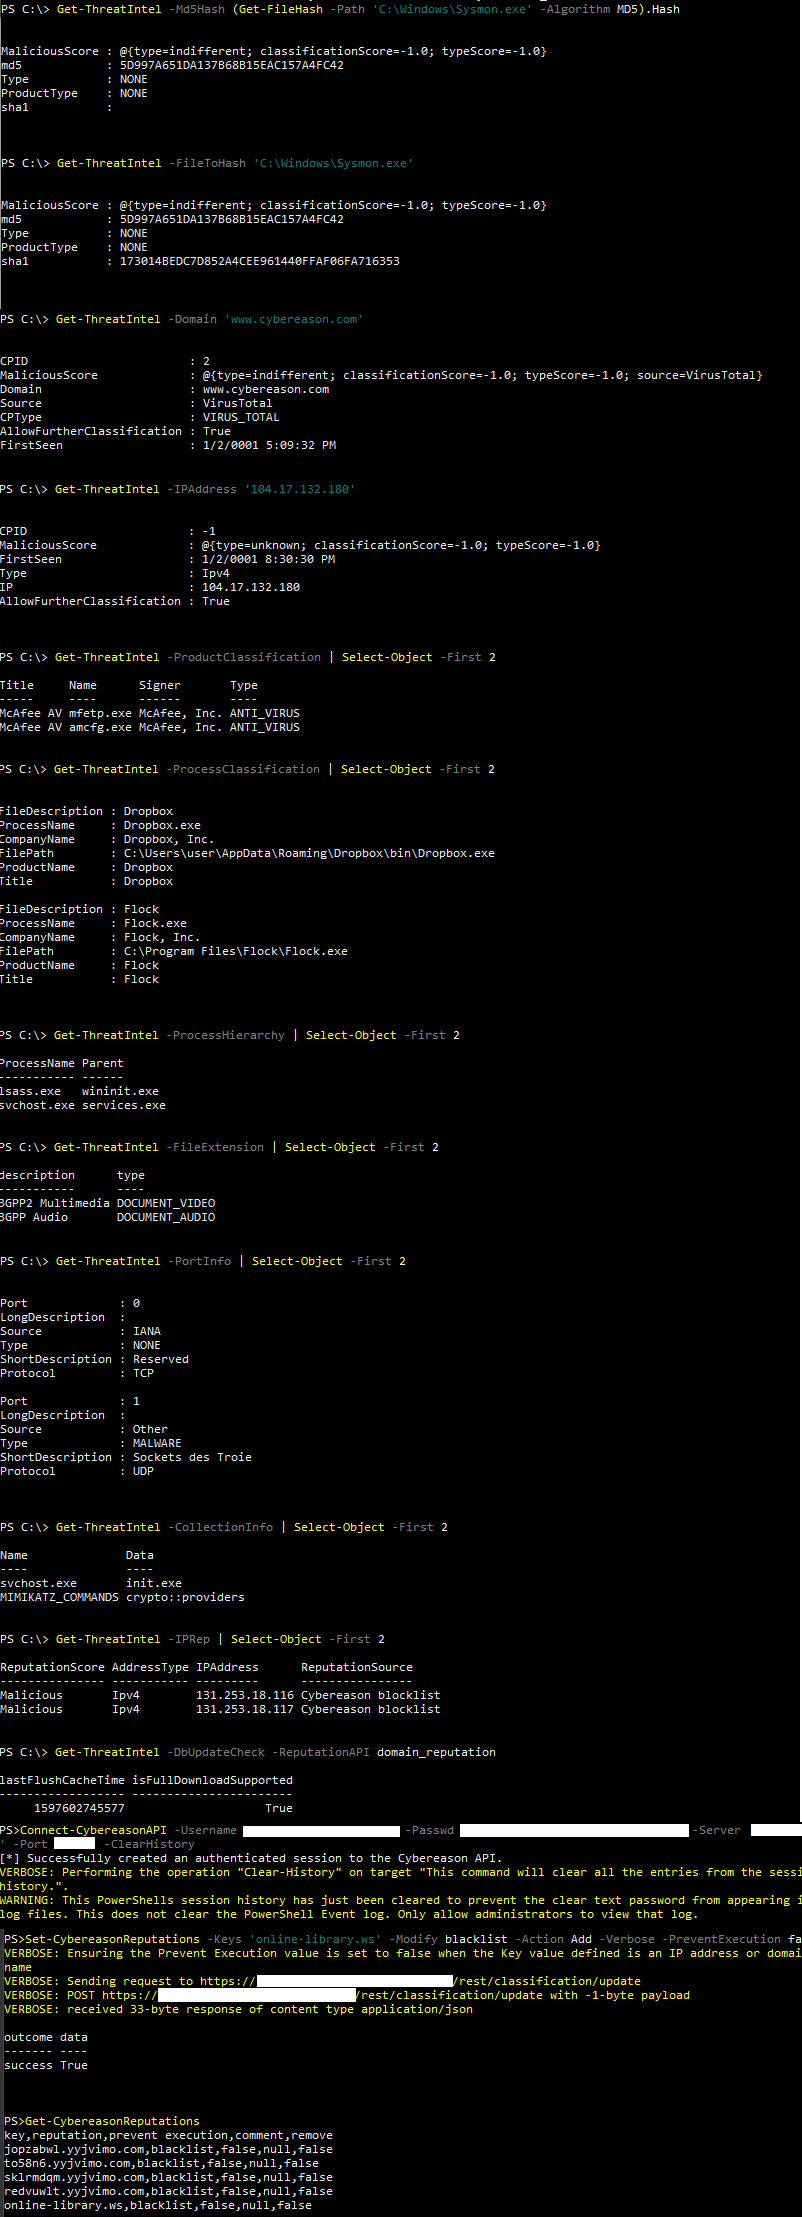 PS C:\> Get-ThreatIntel -Md5Hash (Get-FileHash -Path 'C:\Windows\Sysmon.exe' -Algorithm MD5).Hash
MaliciousScore : @{type=indifferent; classificationScore=-1.0; typeScore=-1.0}
md5 : 5D997A651DA137B68B15EAC157A4FC42
Type : NONE
ProductType : NONE
sha1 :
PS C:\> Get-ThreatIntel -FileToHash 'C:\Windows\Sysmon.exe'
MaliciousScore : @{type=indifferent; classificationScore=-1.0; typeScore=-1.0}
md5 : 5D997A651DA137B68B15EAC157A4FC42
Type : NONE
ProductType : NONE
sha1 : 173014BEDC7D852A4CEE961440FFAF06FA716353
PS C:\> Get-ThreatIntel -Domain 'www.cybereason.com'
CPID : 2
MaliciousScore : @{type=indifferent; classificationScore=-1.0; typeScore=-1.0; source=VirusTotal}
Domain : www.cybereason.com
Source : VirusTotal
CPType : VIRUS_TOTAL
AllowFurtherClassification : True
FirstSeen : 1/2/0001 5:09:32 PM
PS C:\> Get-ThreatIntel -IPAddress '104.17.132.180'
CPID : -1
MaliciousScore : @{type=unknown; classificationScore=-1.0; typeScore=-1.0}
FirstSeen : 1/2/0001 8:30:30 PM
Type : Ipv4
IP : 104.17.132.180
AllowFurtherClassification : True
PS C:\> Get-ThreatIntel -ProductClassification | Select-Object -First 2
Title Name Signer Type
----- ---- ------ ----
McAfee AV mfetp.exe McAfee, Inc. ANTI_VIRUS
McAfee AV amcfg.exe McAfee, Inc. ANTI_VIRUS
PS C:\> Get-ThreatIntel -ProcessClassification | Select-Object -First 2
FileDescription : Dropbox
ProcessName : Dropbox.exe
CompanyName : Dropbox, Inc.
FilePath : C:\Users\user\AppData\Roaming\Dropbox\bin\Dropbox.exe
ProductName : Dropbox
Title : Dropbox
FileDescription : Flock
ProcessName : Flock.exe
CompanyName : Flock, Inc.
FilePath : C:\Program Files\Flock\Flock.exe
ProductName : Flock
Title : Flock
PS C:\> Get-ThreatIntel -ProcessHierarchy | Select-Object -First 2
ProcessName Parent
----------- ------
lsass.exe wininit.exe
svchost.exe services.exe
PS C:\> Get-ThreatIntel -FileExtension | Select-Object -First 2
description type
----------- ----
3GPP2 Multimedia DOCUMENT_VIDEO
3GPP Audio DOCUMENT_AUDIO
PS C:\> Get-ThreatIntel -PortInfo | Select-Object -First 2
Port : 0
LongDescription :
Source : IANA
Type : NONE
ShortDescription : Reserved
Protocol : TCP
Port : 1
LongDescription :
Source : Other
Type : MALWARE
ShortDescription : Sockets des Troie
Protocol : UDP
PS C:\> Get-ThreatIntel -CollectionInfo | Select-Object -First 2
Name Data
---- ----
svchost.exe init.exe
MIMIKATZ_COMMANDS crypto::providers
PS C:\> Get-ThreatIntel -IPRep | Select-Object -First 2
ReputationScore AddressType IPAddress ReputationSource
--------------- ----------- --------- ----------------
Malicious Ipv4 131.253.18.116 Cybereason blocklist
Malicious Ipv4 131.253.18.117 Cybereason blocklist
PS C:\> Get-ThreatIntel -DbUpdateCheck -ReputationAPI domain_reputation
lastFlushCacheTime isFullDownloadSupported
------------------ -----------------------
1597602745577 True
PS>Connect-CybereasonAPI -Username -Passwd -Server
' -Port -ClearHistory
[*] Successfully created an authenticated session to the Cybereason API.
VERBOSE: Performing the operation "Clear-History" on target "This command will clear all the entries from the sessi
history.".
WARNING: This PowerShells session history has just been cleared to prevent the clear text password from appearing i
log files. This does not clear the PowerShell Event log. Only allow administrators to view that log.
PS>Set-CybereasonReputations -Keys 'online-library.ws' -Modify blacklist -Action Add -Verbose -PreventExecution fa
VERBOSE: Ensuring the Prevent Execution value is set to false when the Key value defined is an IP address or domai
name
VERBOSE: Sending request to https:// /rest/classification/update
VERBOSE: POST https:// /rest/classification/update with -1-byte payload
VERBOSE: received 33-byte response of content type application/json
outcome data
------- ----
success True
PS>Get-CybereasonReputations
key,reputation,prevent execution,comment,remove
jopzabwl.yyjvimo.com,blacklist,false,null,false
to58n6.yyjvimo.com,blacklist,false,null,false
sklrmdqm.yyjvimo.com,blacklist,false,null,false
redvuwlt.yyjvimo.com,blacklist,false,null,false
online-library.ws,blacklist,false,null,false